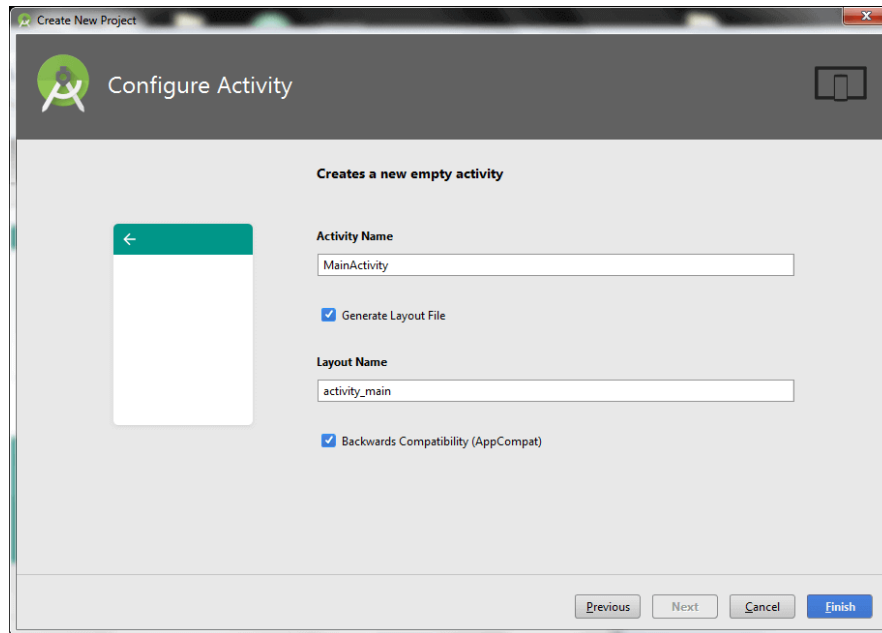 Create New Project
Configure Activity
Creates a new empty activity
Activity Name
MainActivity
Generate Layout File
Layout Name
activity_main
Backwards Compatibility (AppCompat)
Previous Next Cancel Finish